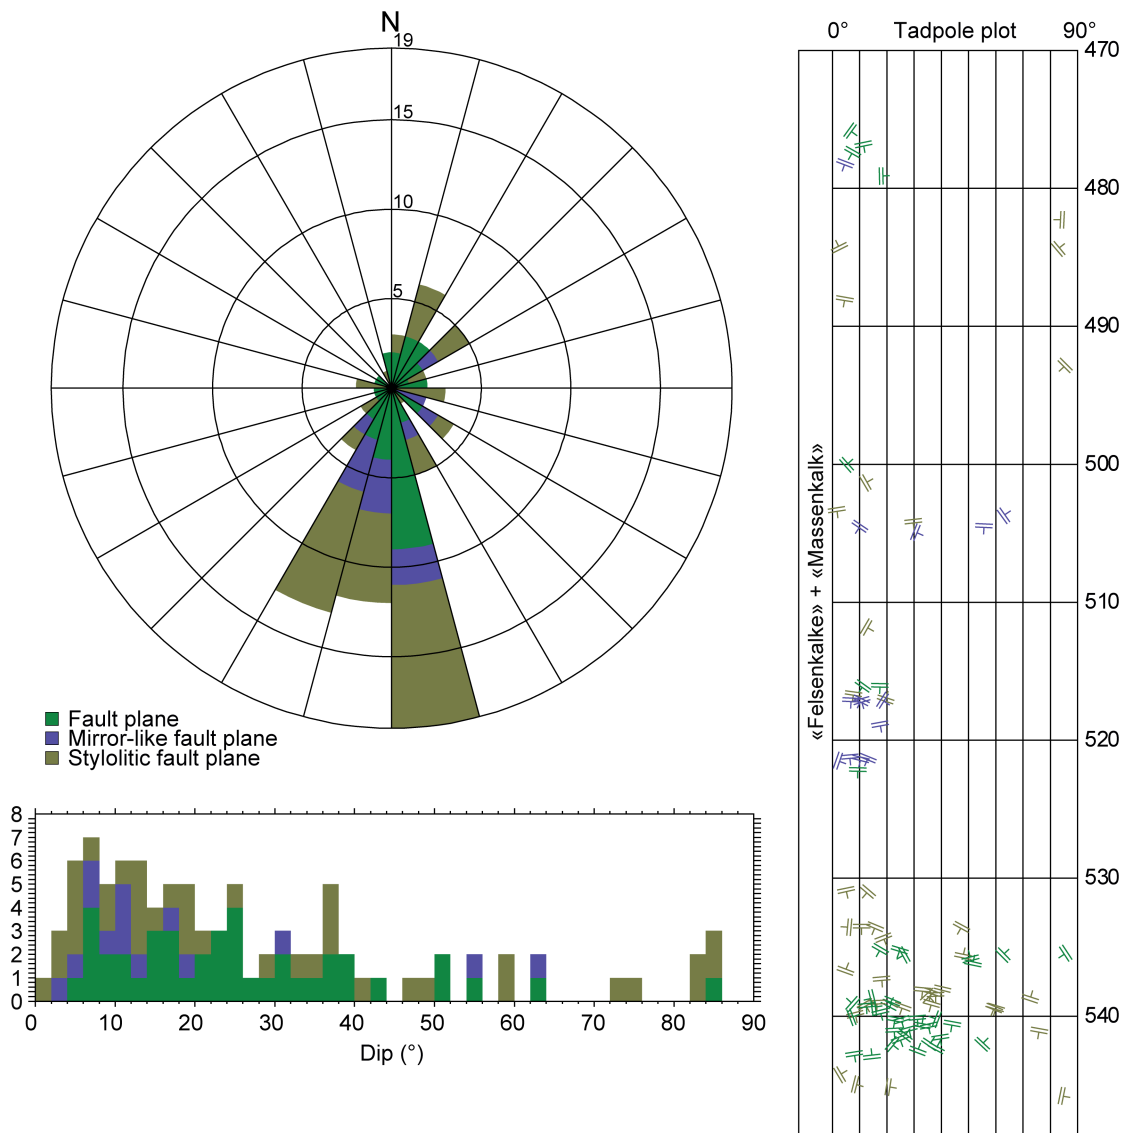 N
19
15
10
5
Fault plane
Mirror-like fault plane
Stylolitic fault plane
8
7
6
5
4
3
2
1
0
0 10 20 30 40 50 60 70 80 90
Dip (°)
0° Tadpole plot 90°
470
480
490
500
510
520
530
540
«Felsenkalke» + «Massenkalk»